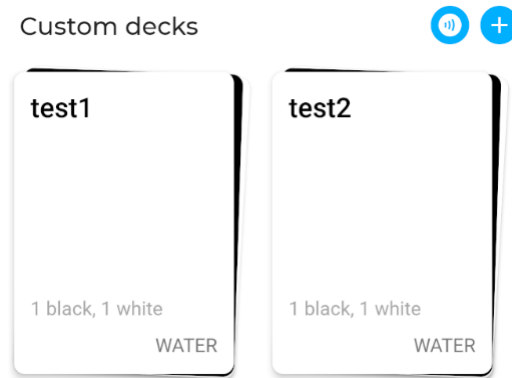 Custom decks
test1
test2
1 black, 1 white
1 black, 1 white
WATER
WATER